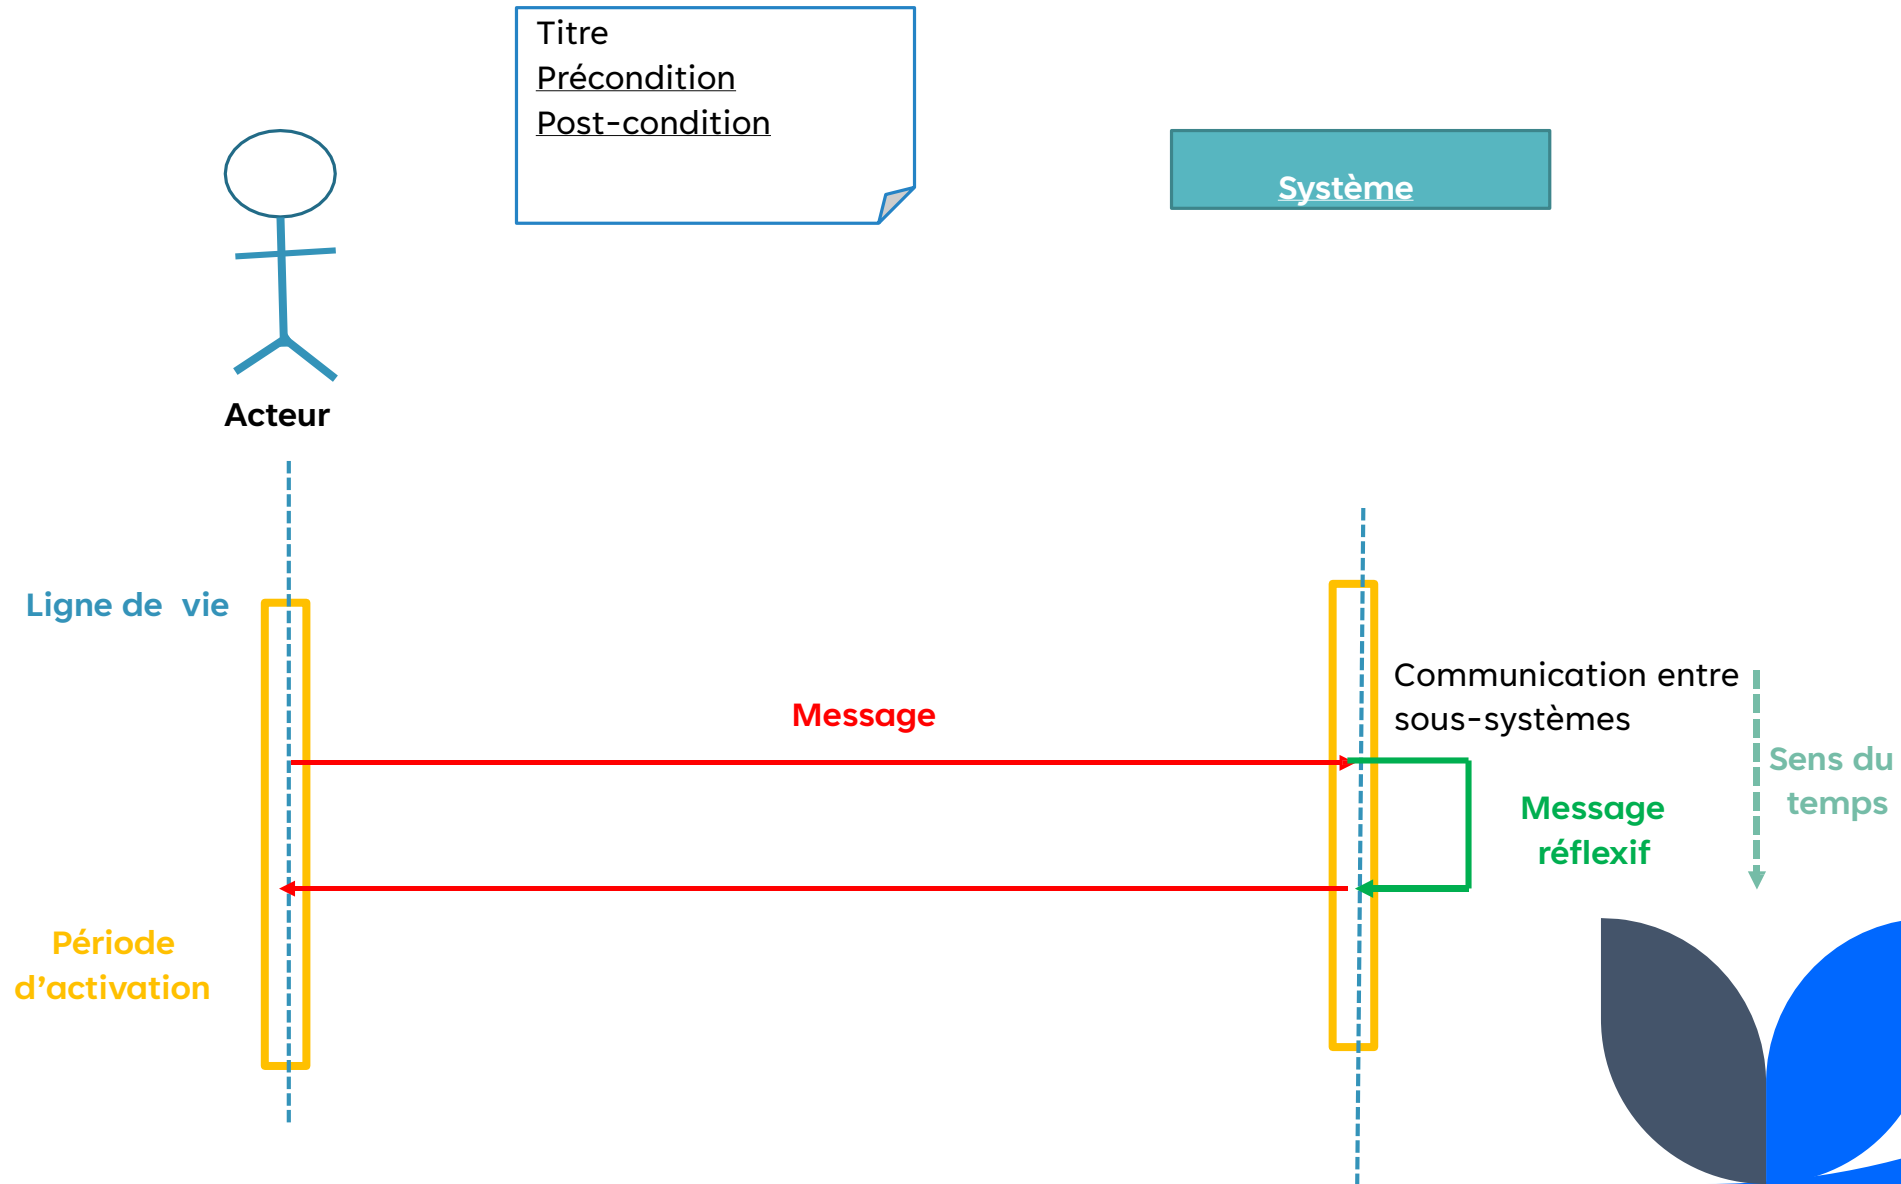 Titre
Précondition
Post-condition
Système
Acteur
Ligne de  vie
Communication entre
sous-systèmes
Message
Sens du
temps
Message
réflexif
Période
d’activation